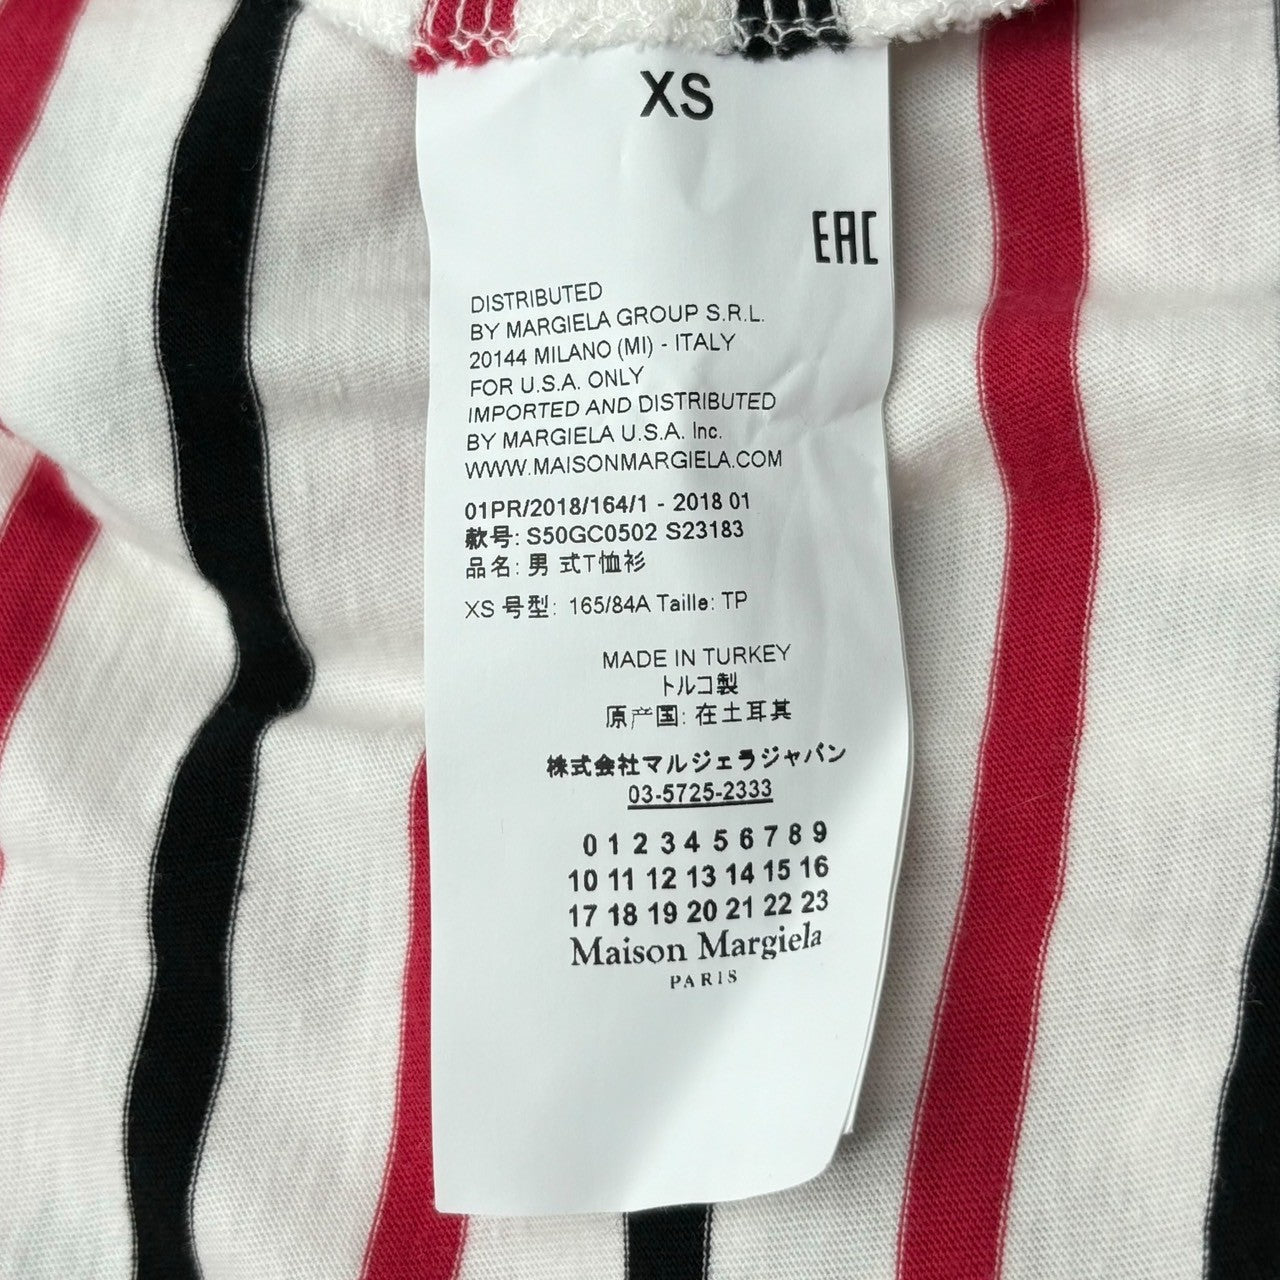 XS
EAC
DISTRIBUTED
BY MARGIELA GROUP S.R.L.
20144 MILANO (MI) - ITALY
FOR U.S.A. ONLY
IMPORTED AND DISTRIBUTED
BY MARGIELA U.S.A. Inc.
WWW.MAISONMARGIELA.COM
01PR/2018/164/1 - 2018 01
款号: S50GC0502 S23183
品名: 男 式T恤衫
XS 号型: 165/84A Taille: TP
MADE IN TURKEY
トルコ製
原产国: 在土耳其
株式会社マルジェラジャパン
03-5725-2333
0 1 2 3 4 5 6 7 8 9
10 11 12 13 14 15 16
17 18 19 20 21 22 23
Maison Margiela
PARIS